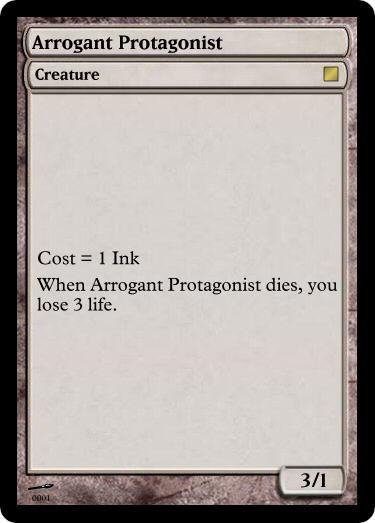 Arrogant Protagonist
Creature
Cost = 1 Ink
When Arrogant Protagonist dies, you
lose 3 life.
3/1
0001